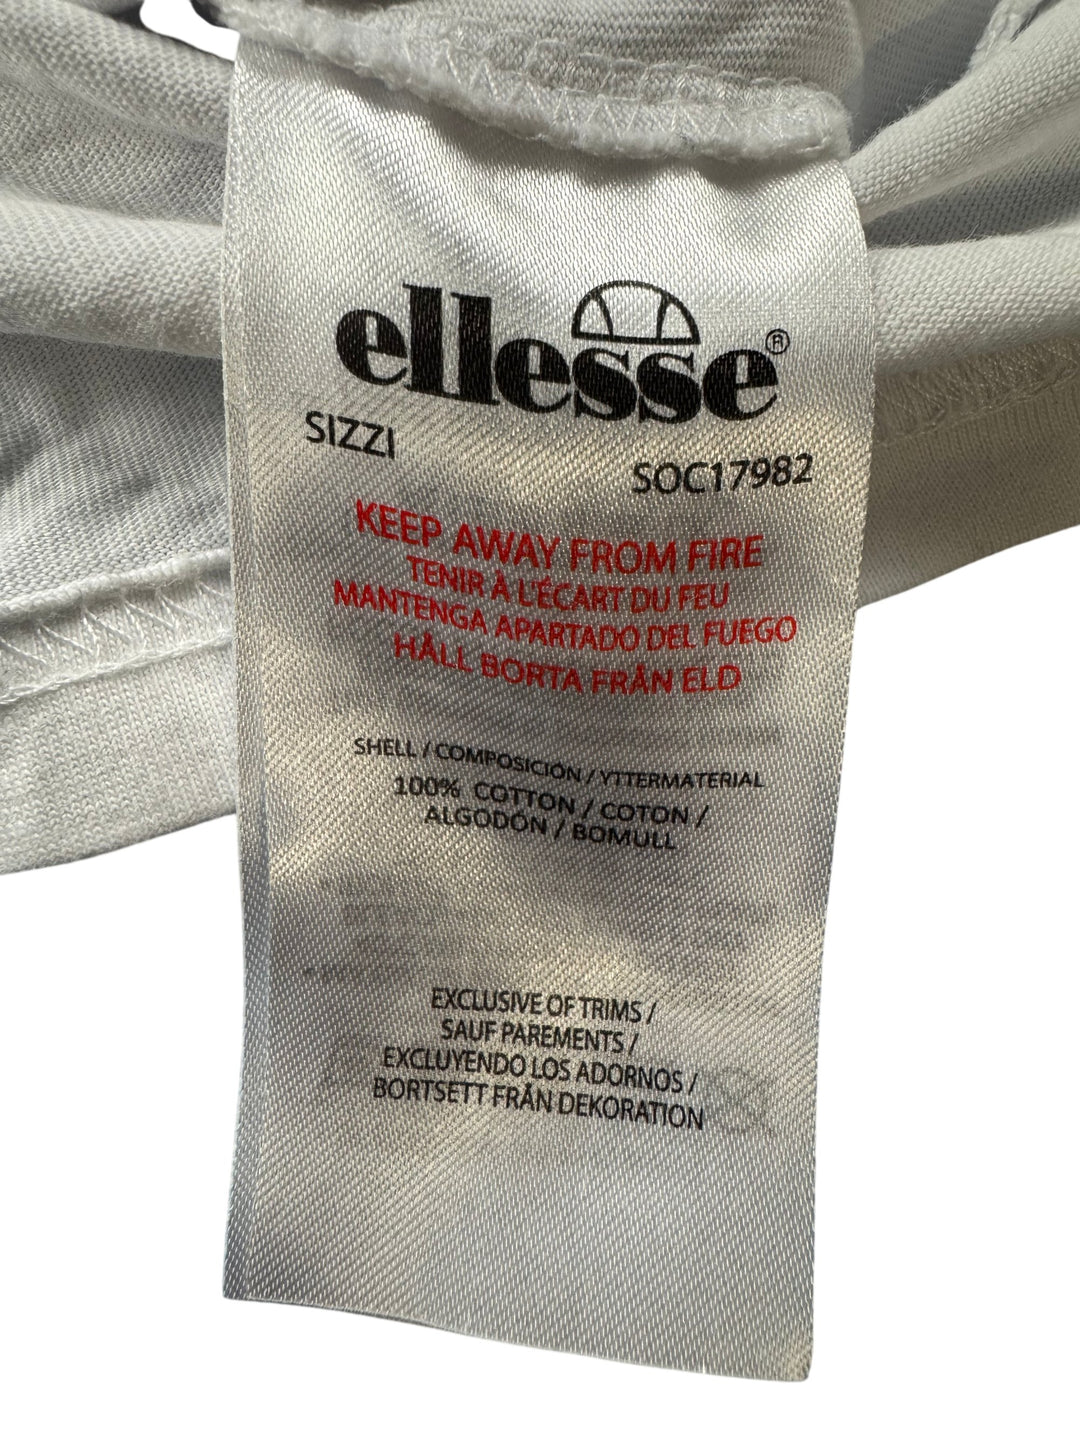 ellesse®
SIZZI
SOC17982
KEEP AWAY FROM FIRE
TENIR À L'ÉCART DU FEU
MANTENGA APARTADO DEL FUEGO
HÅLL BORTA FRÅN ELD
SHELL / COMPOSICIÓN / YTTERMATERIAL
100% COTTON / COTON /
ALGODÓN / BOMULL
EXCLUSIVE OF TRIMS /
SAUF PAREMENTS /
EXCLUYENDO LOS ADORNOS /
BORTSETT FRÅN DEKORATION